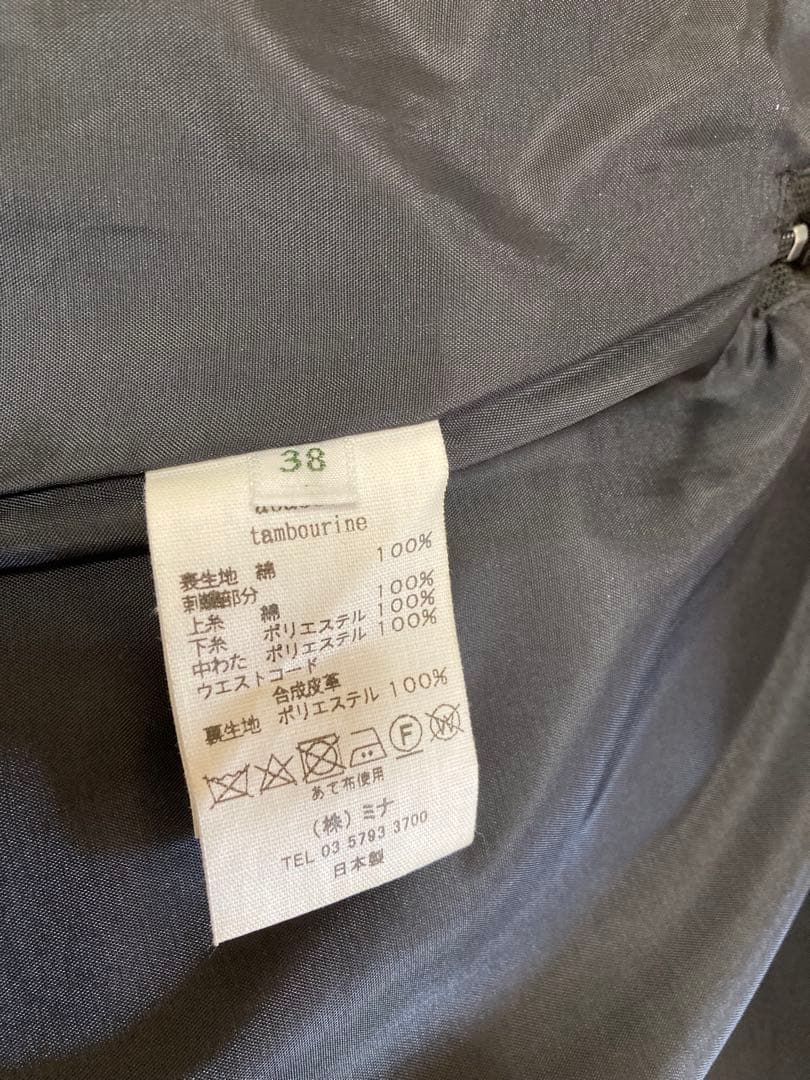 38
tambourine
表生地 綿 100%
刺繍部分
上糸 綿 100%
下糸 ポリエステル 100%
中わた ポリエステル 100%
ウエストコード
合成皮革
裏生地 ポリエステル 100%
F W
あて布使用
(株)ミナ
TEL 03 5793 3700
日本製